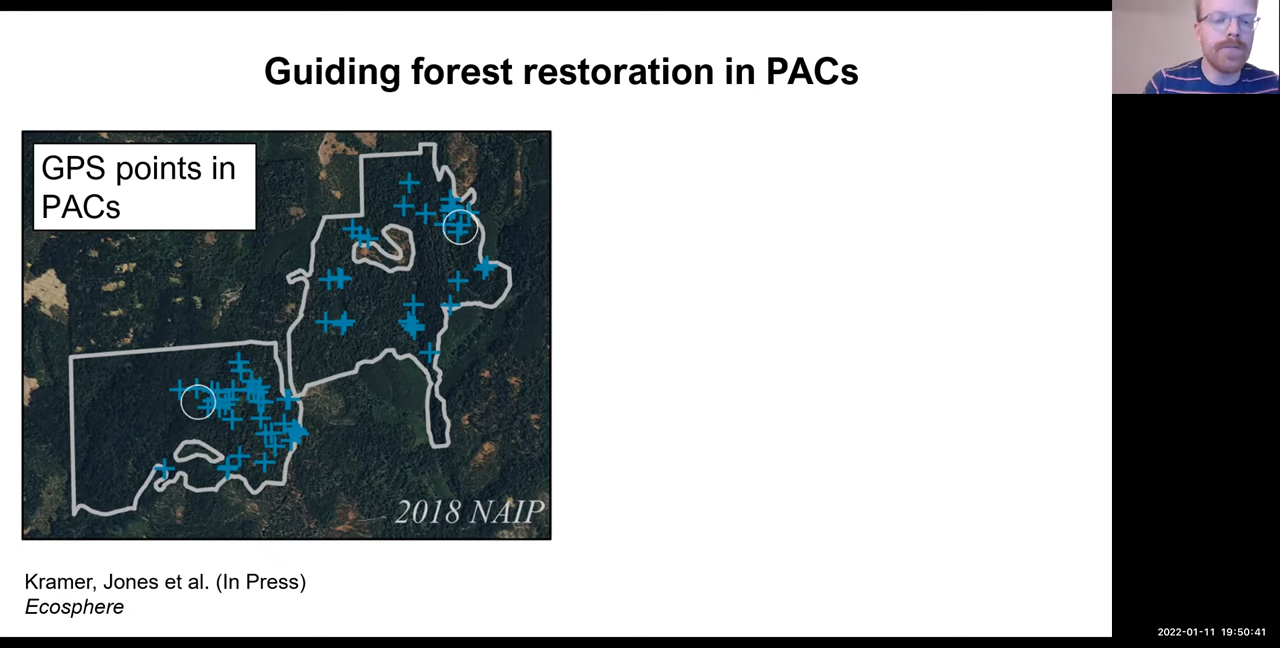 Guiding forest restoration in PACs
GPS points in
PACs
2018 NAIP
Kramer, Jones et al. (In Press)
Ecosphere
2022-01-11 19:50:41